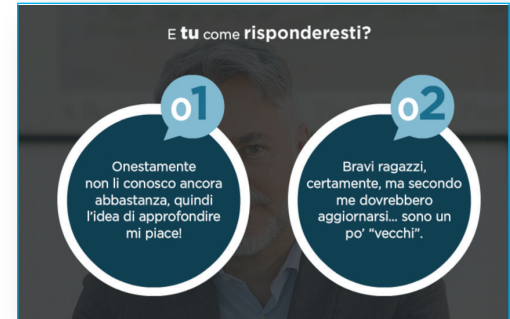 E tu come risponderesti?
01
Onestamente
non li conosco ancora
abbastanza, quindi
l'idea di approfondire
mi piace!
02
Bravi ragazzi,
certamente, ma secondo
me dovrebbero
aggiornarsi... sono un
po' "vecchi".